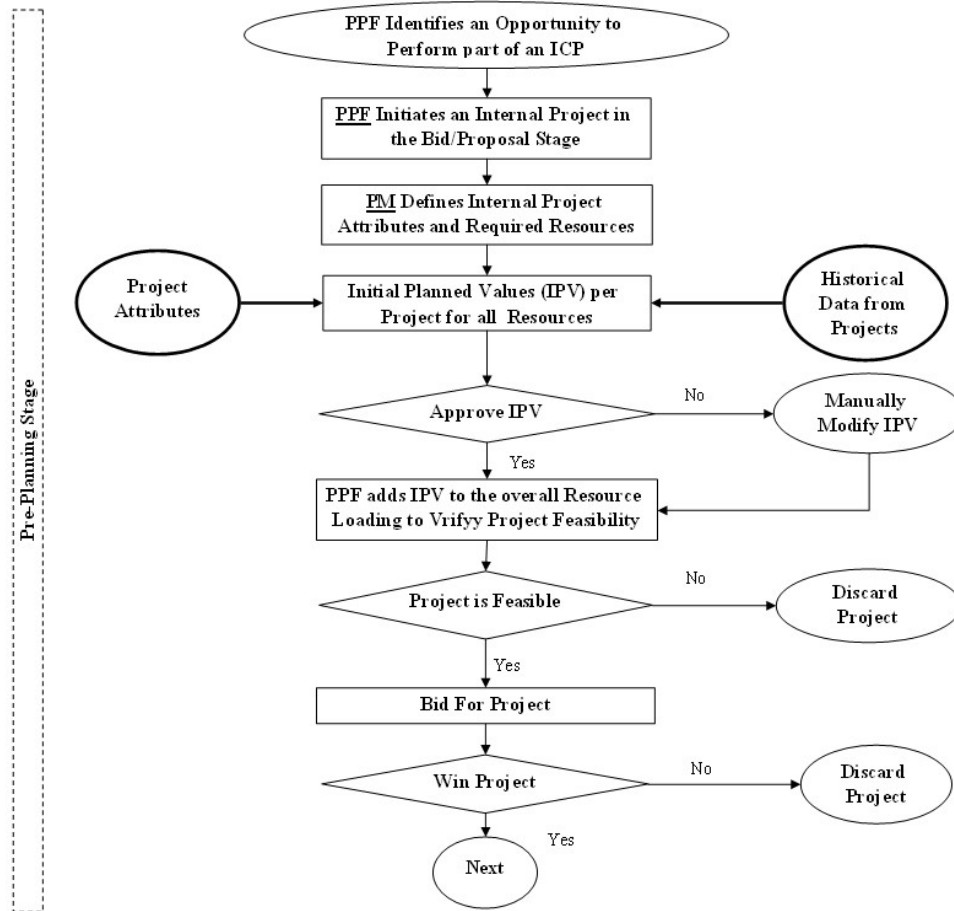 PPF Identifies an Opportunity to
Perform part of an ICP
PPF Initiates an Internal Project in
the Bid/Proposal Stage
PM Defines Internal Project
Attributes and Required Resources
Project
Attributes
Initial Planned Values (IPV) per
Project for all Resources
Historical
Data from
Projects
Approve IPV
No
Manually
Modify IPV
Yes
PPF adds IPV to the overall Resource
Loading to Vrifyy Project Feasibility
Project is Feasible
No
Discard
Project
Yes
Bid For Project
Win Project
No
Discard
Project
Yes
Next
Pre-Planning Stage